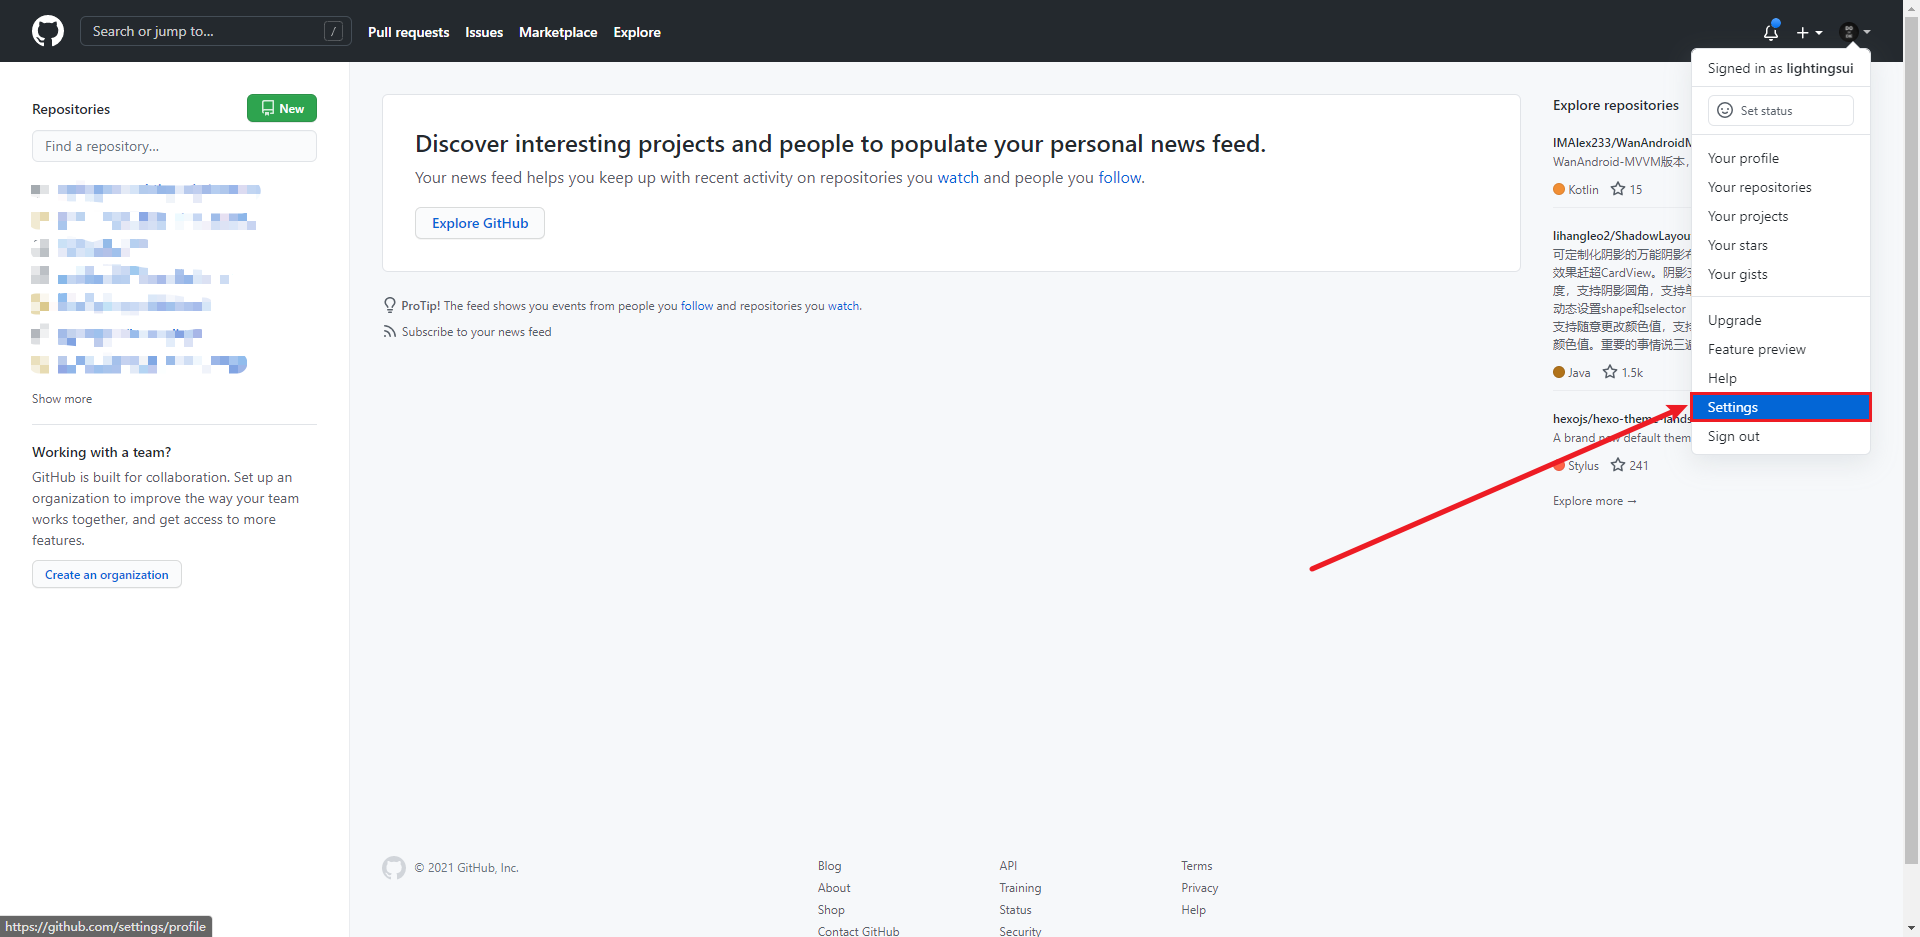 Search or jump to...
/
Pull requests
Issues
Marketplace
Explore
Signed in as lightingsui
Set status
Your profile
Your repositories
Your projects
Your stars
Your gists
Upgrade
Feature preview
Help
Settings
Sign out
Repositories
New
Find a repository...
Show more
Working with a team?
GitHub is built for collaboration. Set up an
organization to improve the way your team
works together, and get access to more
features.
Create an organization
Discover interesting projects and people to populate your personal news feed.
Your news feed helps you keep up with recent activity on repositories you watch and people you follow.
Explore GitHub
ProTip! The feed shows you events from people you follow and repositories you watch.
Subscribe to your news feed
Explore repositories
IMAlex233/WanAndroidM
WanAndroid-MVVM版本，
Kotlin 15
lihangleo2/ShadowLayou
可定制化阴影的万能阴影布
效果赶超CardView。阴影支
度，支持阴影圆角，支持单
动态设置shape和selector
支持随意更改颜色值，支持
颜色值。重要的事情说三遍
Java 1.5k
hexojs/hexo-theme-lands
A brand new default them
Stylus 241
Explore more →
© 2021 GitHub, Inc.
Blog
About
Shop
Contact GitHub
API
Training
Status
Security
Terms
Privacy
Help
https://github.com/settings/profile